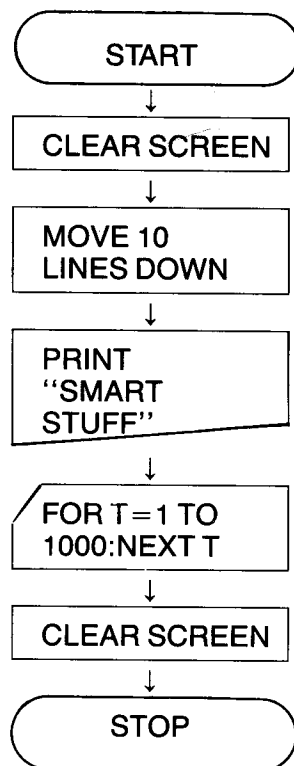 START
CLEAR SCREEN
MOVE 10
LINES DOWN
PRINT
“SMART
STUFF”
FOR T = 1 TO
1000:NEXT T
CLEAR SCREEN
STOP